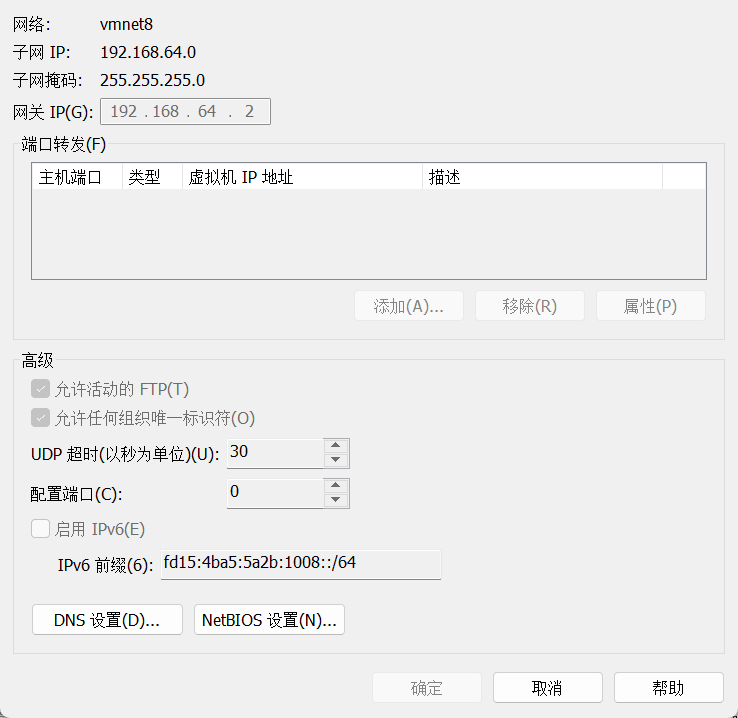 网络: vmnet8
子网 IP: 192.168.64.0
子网掩码: 255.255.255.0
网关 IP(G): 192 . 168 . 64 . 2
端口转发(F)
主机端口 类型 虚拟机 IP 地址 描述
添加(A)... 移除(R) 属性(P)
高级
允许活动的 FTP(T)
允许任何组织唯一标识符(O)
UDP 超时(以秒为单位)(U): 30
配置端口(C): 0
启用 IPv6(E)
IPv6 前缀(6): fd15:4ba5:5a2b:1008::/64
DNS 设置(D)... NetBIOS 设置(N)...
确定 取消 帮助